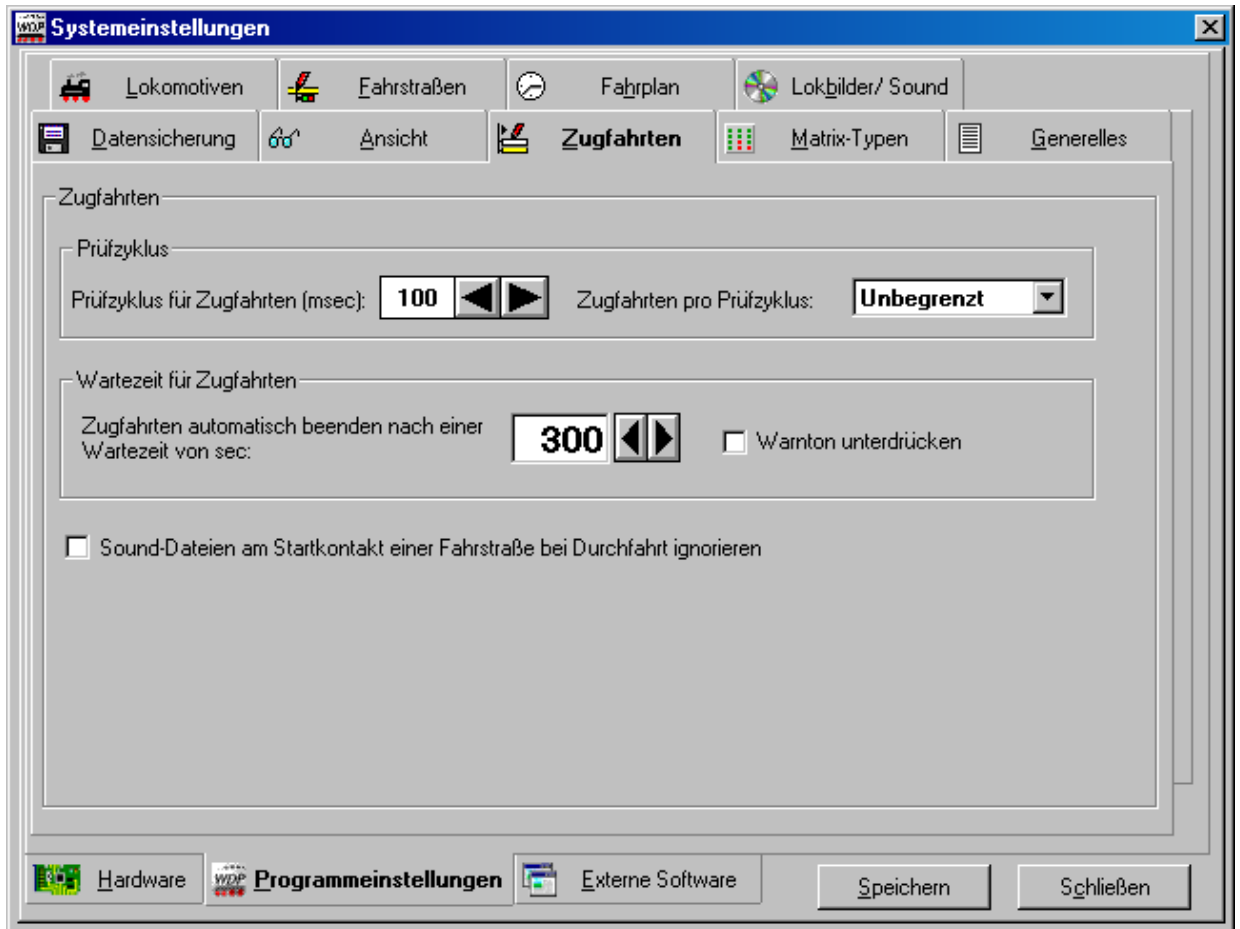 WDP Systemeinstellungen
Lokomotiven Fahrstraßen Fahrplan Lokbilder/ Sound
Datensicherung Ansicht Zugfahrten Matrix-Typen Generelles
Zugfahrten
Prüfzyklus
Prüfzyklus für Zugfahrten (msec): 100 Zugfahrten pro Prüfzyklus: Unbegrenzt
Wartezeit für Zugfahrten
Zugfahrten automatisch beenden nach einer
Wartezeit von sec: 300 Warnton unterdrücken
Sound-Dateien am Startkontakt einer Fahrstraße bei Durchfahrt ignorieren
Hardware WDP Programmeinstellungen Externe Software Speichern Schließen